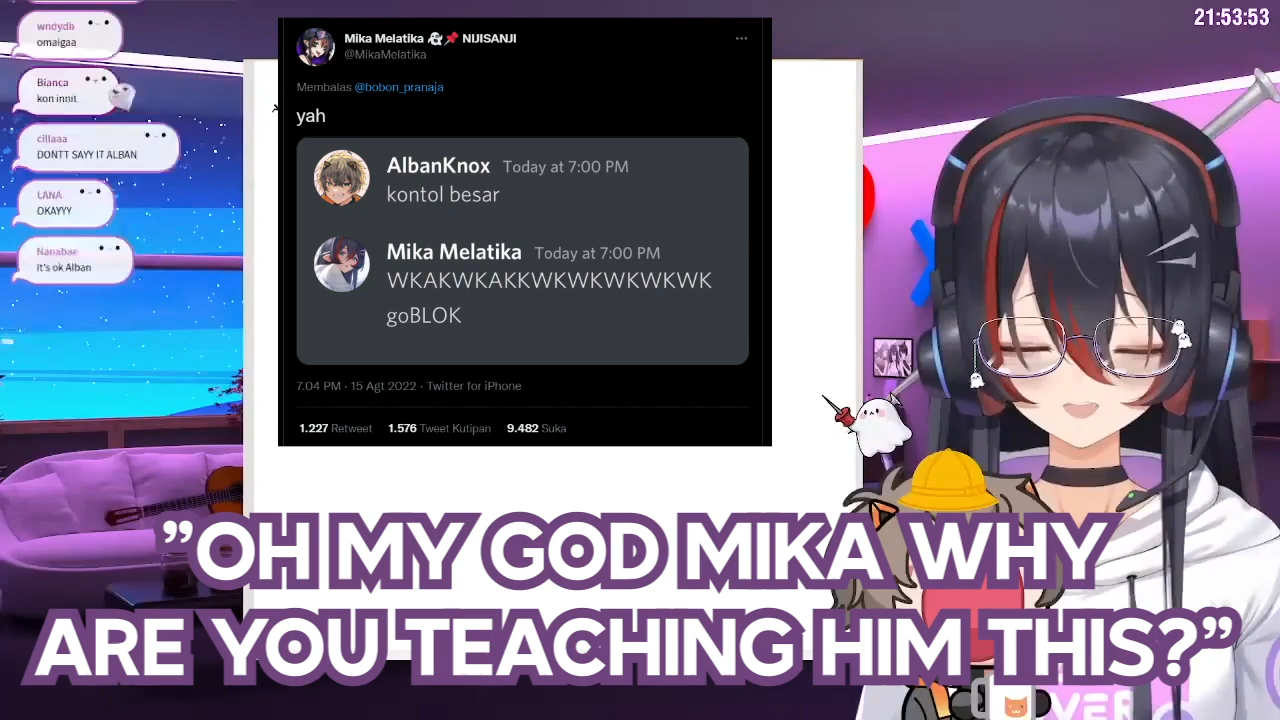 21:53:53
wndydb
omaigaa
Bianca
kon innit
cillaaa
DONTT SAYY IT ALBAN
LANA
OKAYYY
Nanabae
It's ok Alban
Mika Melatika 👻📌 NIJISANJI
@MikaMelatika
Membalas @bobon_pranaja
yah
AlbanKnox Today at 7:00 PM
kontol besar
Mika Melatika Today at 7:00 PM
WKAKWKAKKWKWKWKWKWK
goBLOK
7.04 PM · 15 Agt 2022 · Twitter for iPhone
1.227 Retweet 1.576 Tweet Kutipan 9.482 Suka
"OH MY GOD MIKA WHY
ARE YOU TEACHING HIM THIS?"